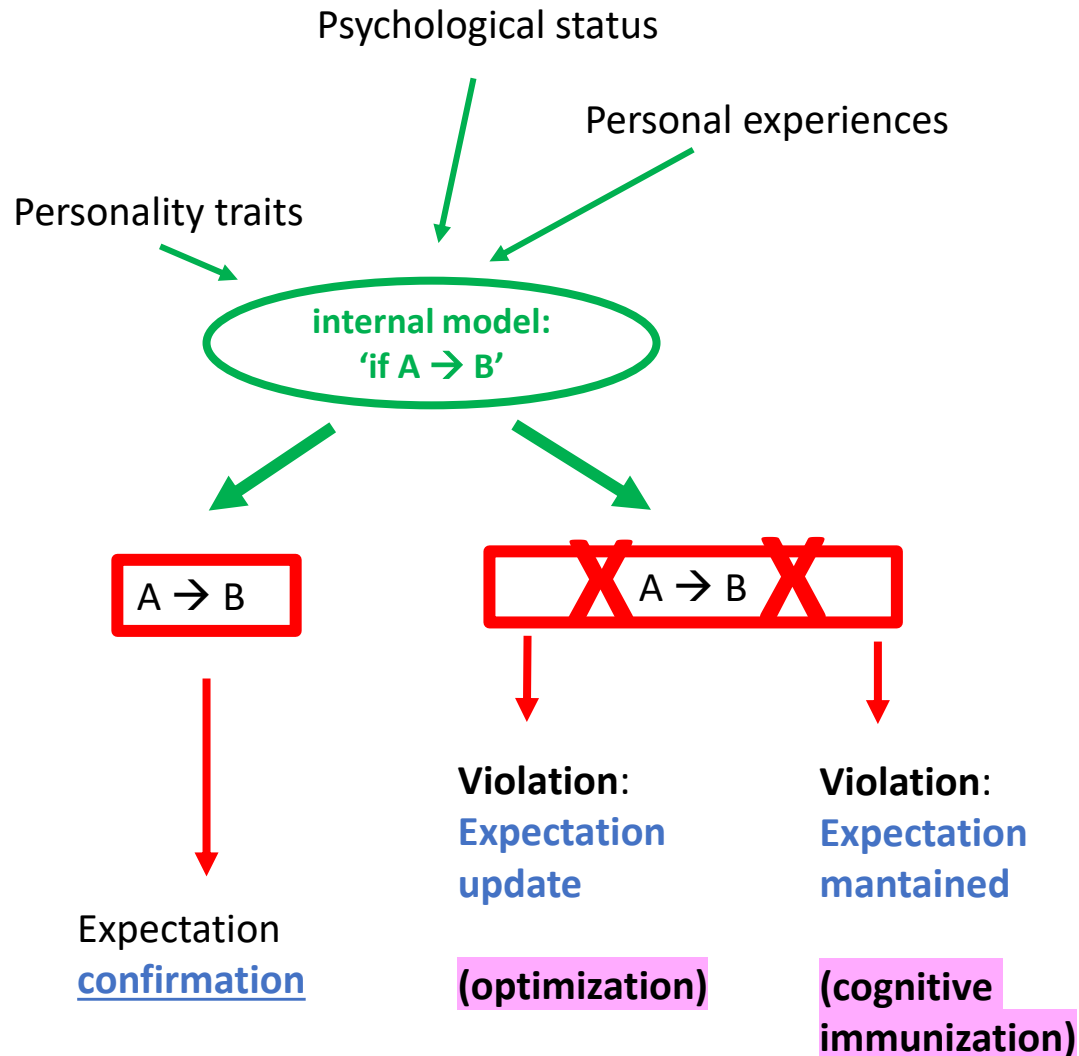 Psychological status
Personal experiences
Personality traits
internal model:
‘if A → B’
A → B
X A → B X
Violation:
Expectation
update
(optimization)
Violation:
Expectation
mantained
(cognitive
immunization)
Expectation
confirmation